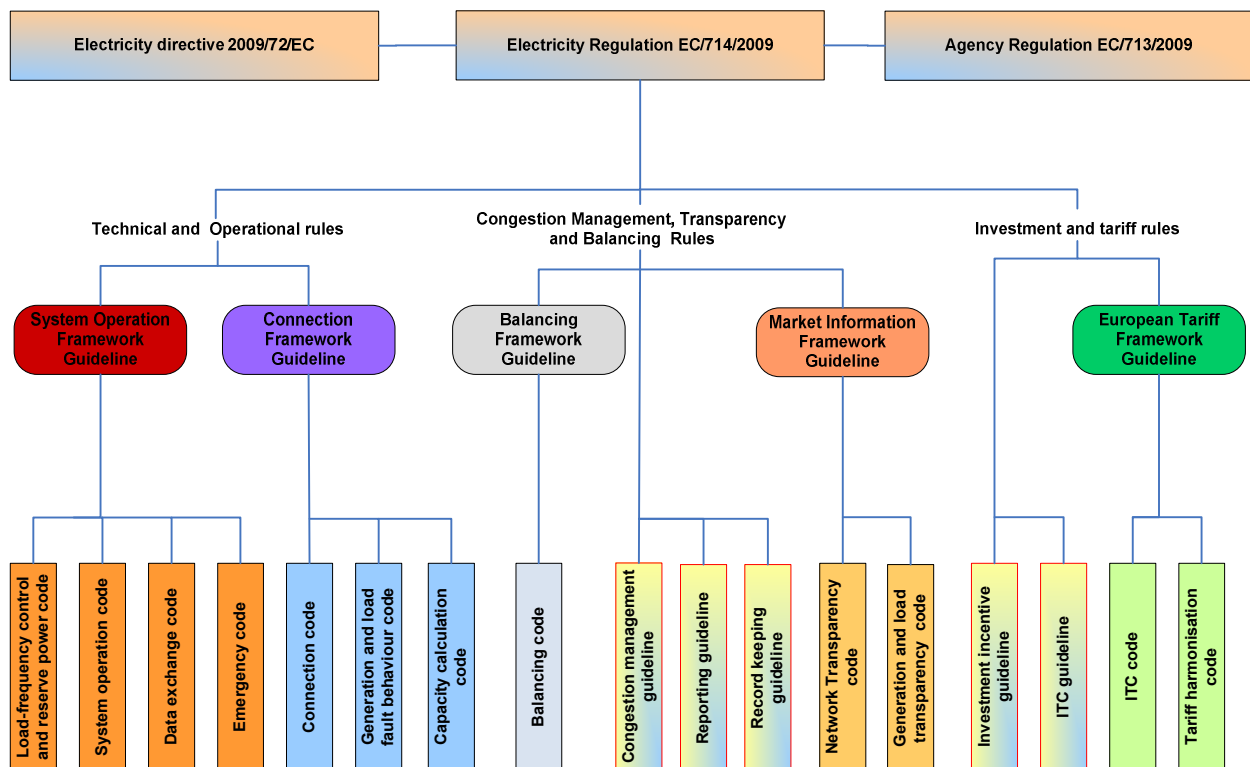 Electricity directive 2009/72/EC
Electricity Regulation EC/714/2009
Agency Regulation EC/713/2009
Technical and Operational rules
Congestion Management, Transparency
and Balancing Rules
Investment and tariff rules
System Operation
Framework
Guideline
Connection
Framework
Guideline
Balancing
Framework
Guideline
Market Information
Framework
Guideline
European Tariff
Framework
Guideline
Load-frequency control
and reserve power code
System operation code
Data exchange code
Emergency code
Connection code
Generation and load
fault behaviour code
Capacity calculation
code
Balancing code
Congestion management
guideline
Reporting guideline
Record keeping
guideline
Network Transparency
code
Generation and load
transparency code
Investment incentive
guideline
ITC guideline
ITC code
Tariff harmonisation
code